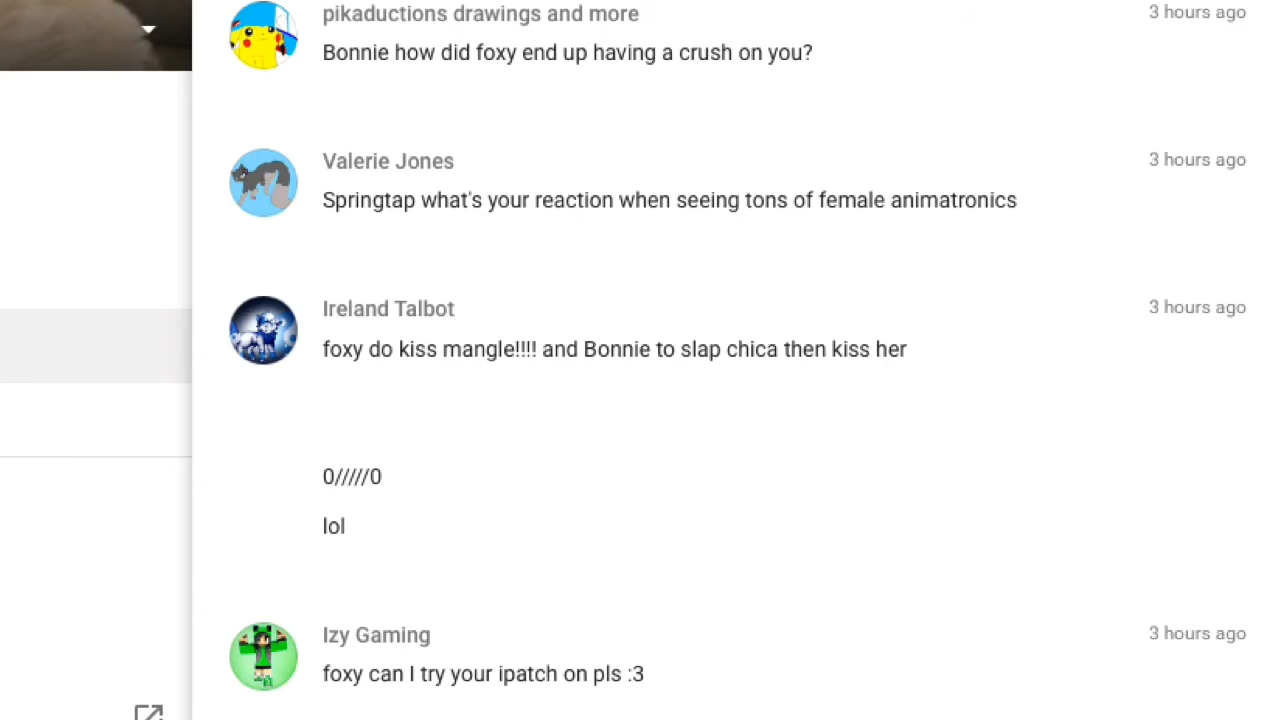 pikaductions drawings and more
3 hours ago
Bonnie how did foxy end up having a crush on you?
Valerie Jones
3 hours ago
Springtap what's your reaction when seeing tons of female animatronics
Ireland Talbot
3 hours ago
foxy do kiss mangle!!!! and Bonnie to slap chica then kiss her
0/////0
lol
Izy Gaming
3 hours ago
foxy can I try your ipatch on pls :3